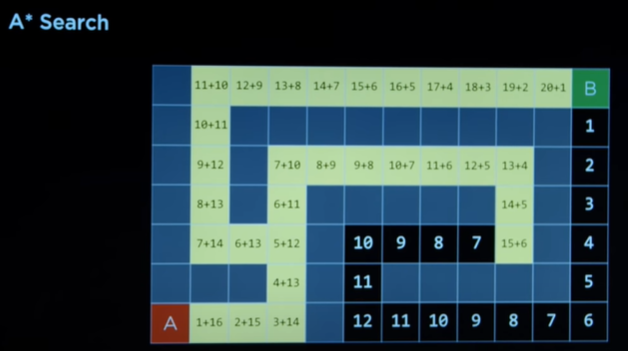 A* Search
11+10 12+9 13+8 14+7 15+6 16+5 17+4 18+3 19+2 20+1 B
10+11 1
9+12 7+10 8+9 9+8 10+7 11+6 12+5 13+4 2
8+13 6+11 14+5 3
7+14 6+13 5+12 10 9 8 7 15+6 4
4+13 11 5
A 1+16 2+15 3+14 12 11 10 9 8 7 6